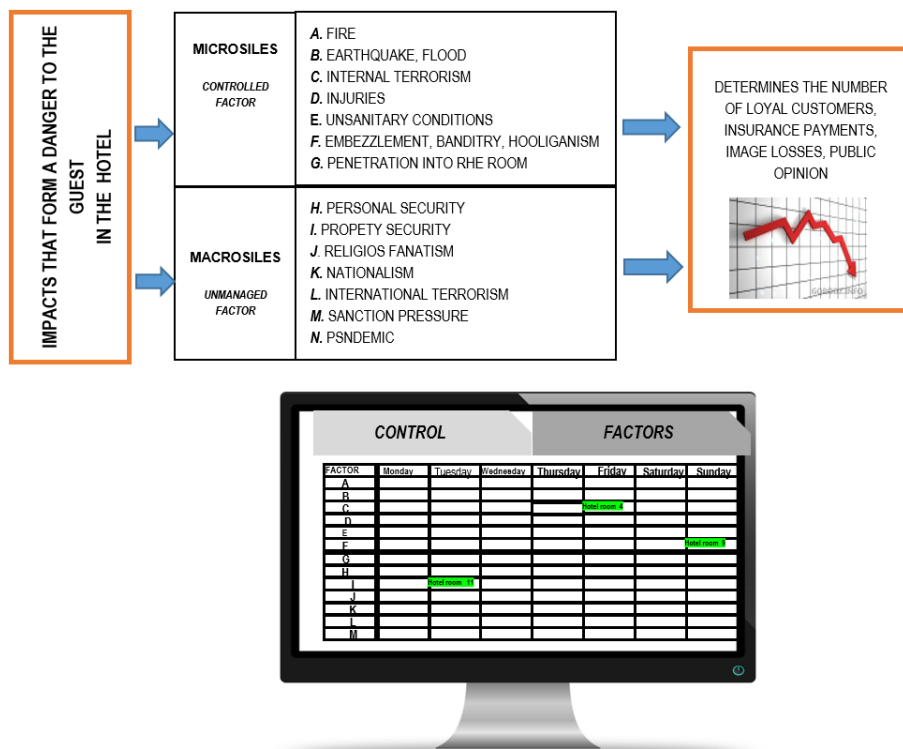 IMPACTS THAT FORM A DANGER TO THE
GUEST
IN THE HOTEL
MICROSILES
CONTROLLED
FACTOR
A. FIRE
B. EARTHQUAKE, FLOOD
C. INTERNAL TERRORISM
D. INJURIES
E. UNSANITARY CONDITIONS
F. EMBEZZLEMENT, BANDITRY, HOOLIGANISM
G. PENETRATION INTO RHE ROOM
MACROSILES
UNMANAGED
FACTOR
H. PERSONAL SECURITY
I. PROPETY SECURITY
J. RELIGIOS FANATISM
K. NATIONALISM
L. INTERNATIONAL TERRORISM
M. SANCTION PRESSURE
N. PSNDEMIC
DETERMINES THE NUMBER
OF LOYAL CUSTOMERS,
INSURANCE PAYMENTS,
IMAGE LOSSES, PUBLIC
OPINION
CONTROL FACTORS
FACTOR Monday Tuesday Wednesday Thursday Friday Saturday Sunday
A
B
C Hotel room 4
D
E
F Hotel room 9
G
H
I Hotel room 11
J
K
L
M